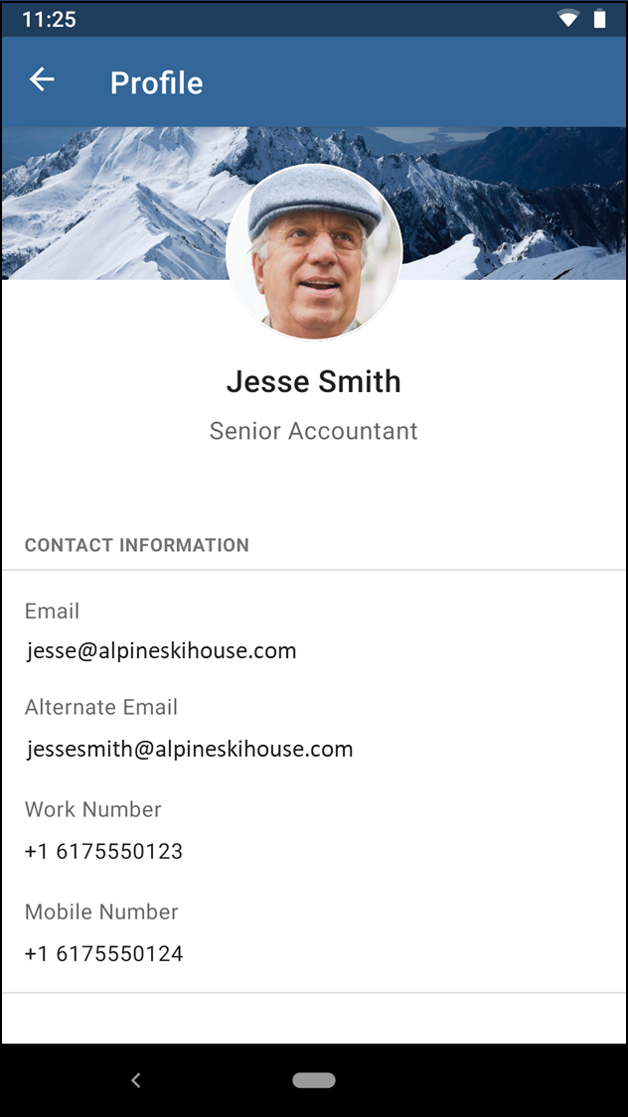 11:25
Profile
Jesse Smith
Senior Accountant
CONTACT INFORMATION
Email
jesse@alpineskihouse.com
Alternate Email
jessesmith@alpineskihouse.com
Work Number
+1 6175550123
Mobile Number
+1 6175550124